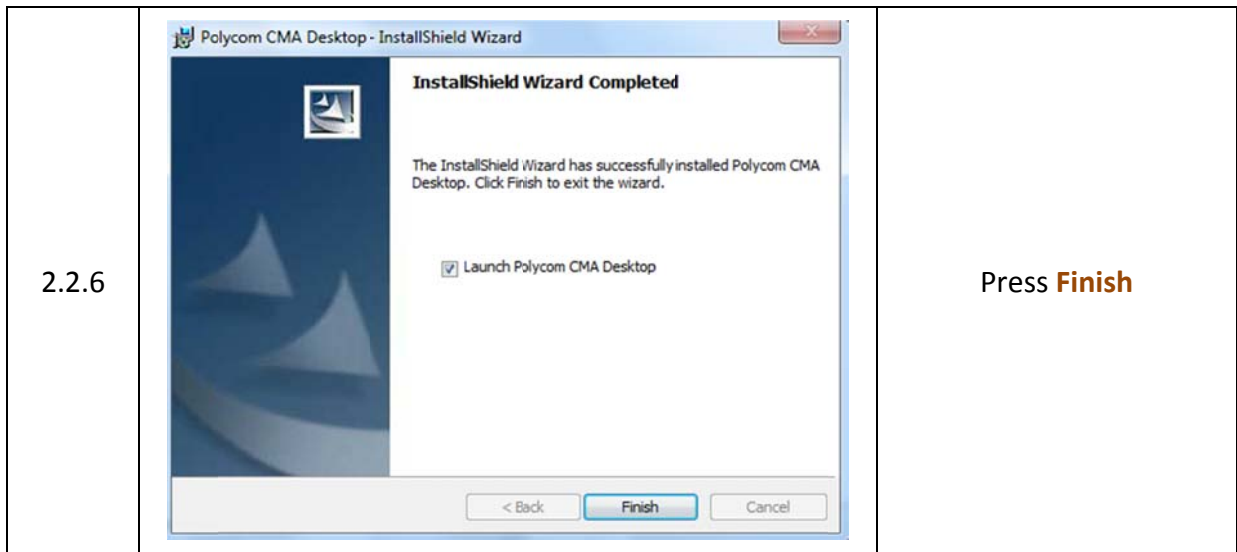 2.2.6
Polycom CMA Desktop - InstallShield Wizard
InstallShield Wizard Completed
The InstallShield Wizard has successfully installed Polycom CMA
Desktop. Click Finish to exit the wizard.
Launch Polycom CMA Desktop
< Back
Finish
Cancel
Press Finish